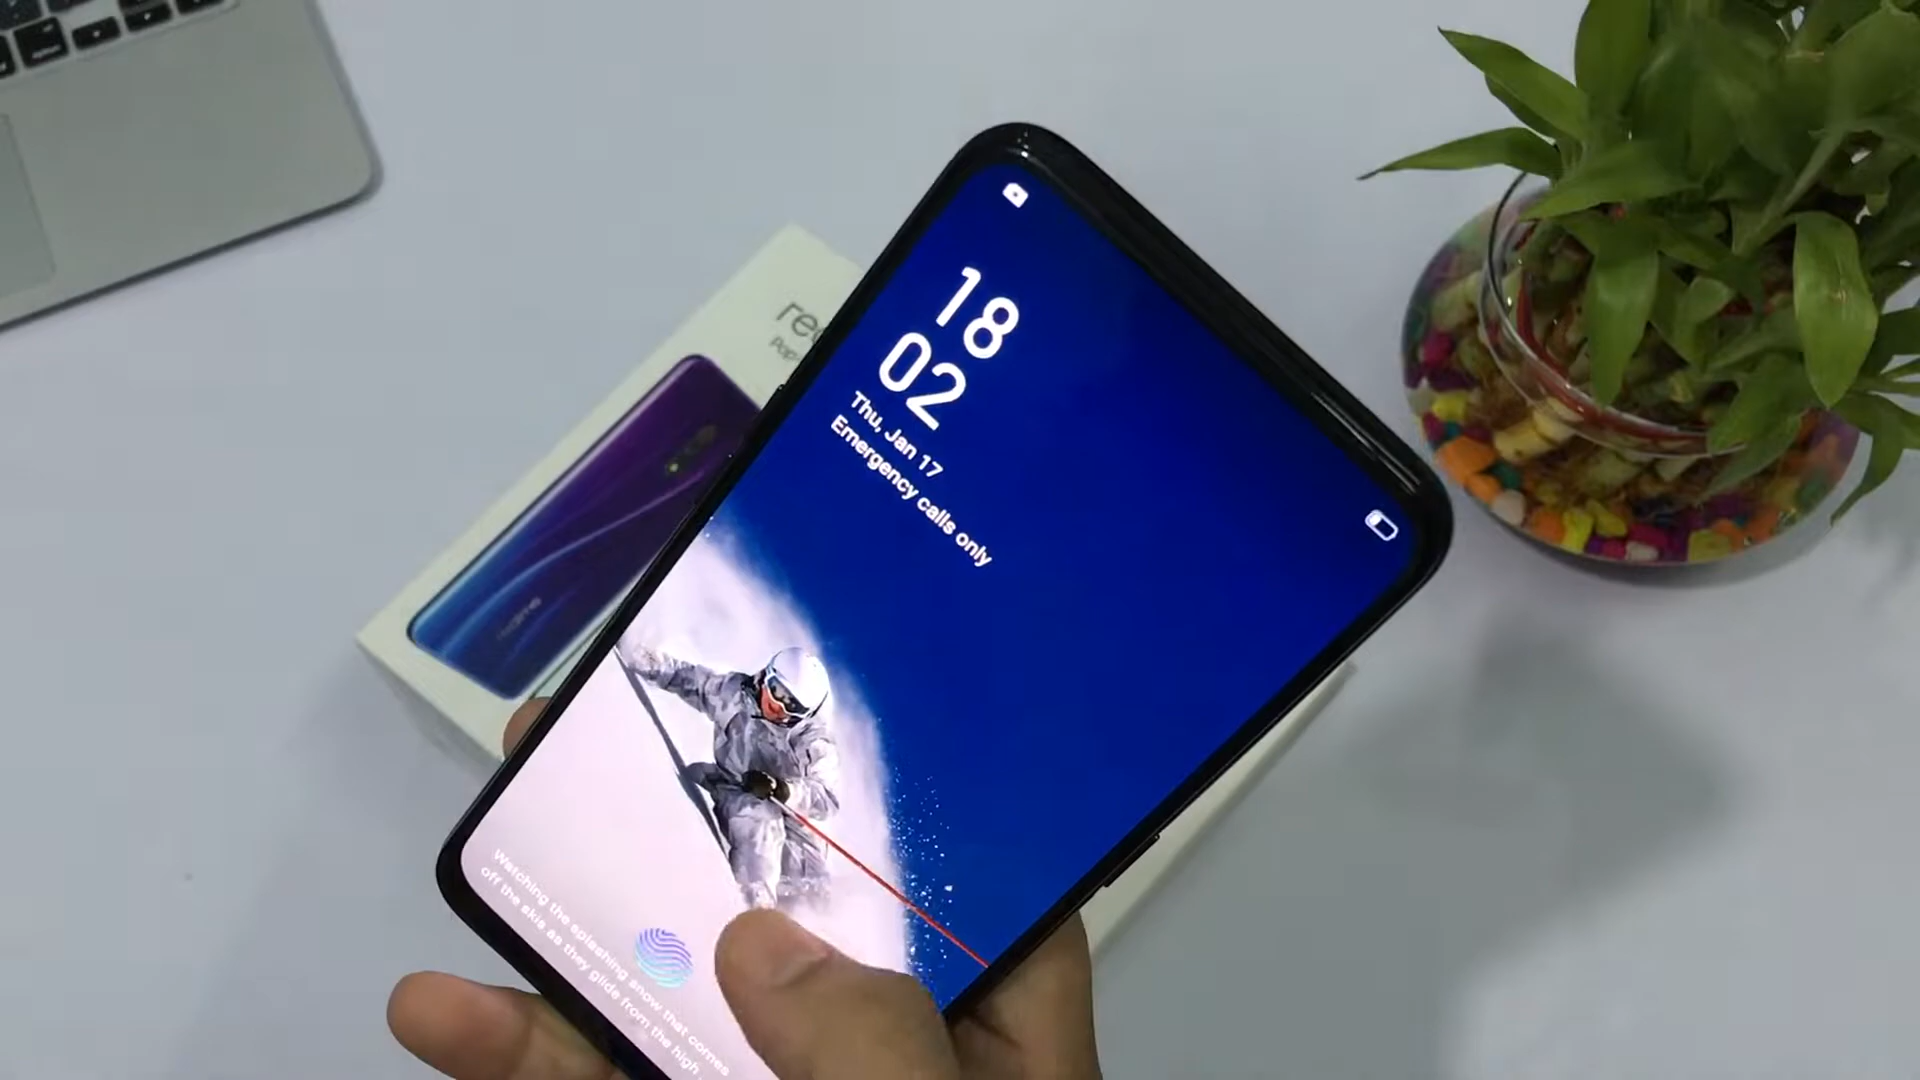 18
02
Thu, Jan 17
Emergency calls only
Watching the splashing snow that comes
off the skis as they glide from the high
realme